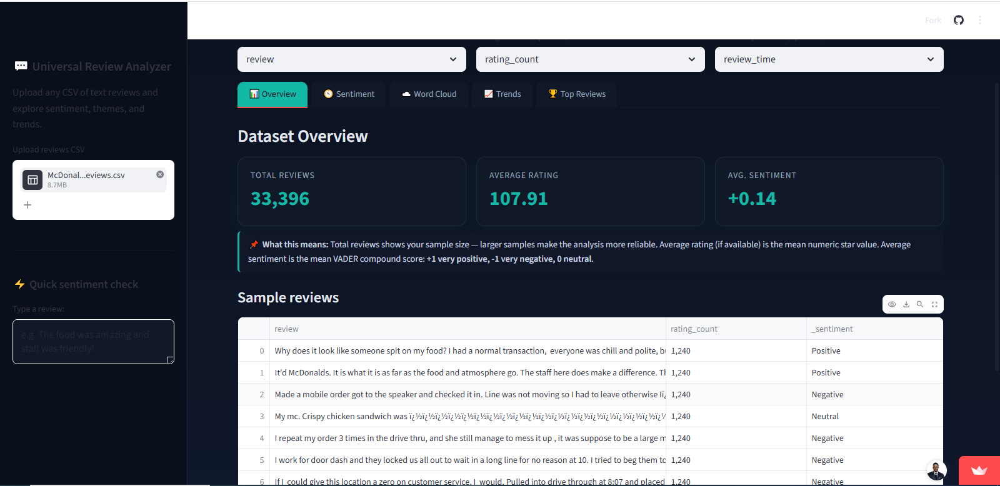 Fork
Universal Review Analyzer
Upload any CSV of text reviews and
explore sentiment, themes, and
trends.
Upload reviews CSV
McDonal...eviews.csv
8.7MB
Quick sentiment check
Type a review:
e.g. The food was amazing and
staff was friendly!
review
rating_count
review_time
Overview
Sentiment
Word Cloud
Trends
Top Reviews
Dataset Overview
TOTAL REVIEWS
33,396
AVERAGE RATING
107.91
AVG. SENTIMENT
+0.14
What this means: Total reviews shows your sample size — larger samples make the analysis more reliable. Average rating (if available) is the mean numeric star value. Average
sentiment is the mean VADER compound score: +1 very positive, -1 very negative, 0 neutral.
Sample reviews
review rating_count _sentiment
0 Why does it look like someone spit on my food? I had a normal transaction, everyone was chill and polite, bu 1,240 Positive
1 It'd McDonalds. It is what it is as far as the food and atmosphere go. The staff here does make a difference. Th 1,240 Positive
2 Made a mobile order got to the speaker and checked it in. Line was not moving so I had to leave otherwise Iï¿ 1,240 Negative
3 My mc. Crispy chicken sandwich was ï¿½ï¿½ï¿½ï¿½ï¿½ï¿½ï¿½ï¿½ï¿½ï¿½ï¿½ï¿½ï¿½ï¿½ï¿½ï¿½ï¿½ï¿½ï¿½ï¿½ï¿½ï¿½ï¿½ï¿½ 1,240 Neutral
4 I repeat my order 3 times in the drive thru, and she still manage to mess it up , it was suppose to be a large m 1,240 Negative
5 I work for door dash and they locked us all out to wait in a long line for no reason at 10. I tried to beg them to 1,240 Negative
6 If I could give this location a zero on customer service, I would. Pulled into drive through at 8:07 and placed 1,240 Negative